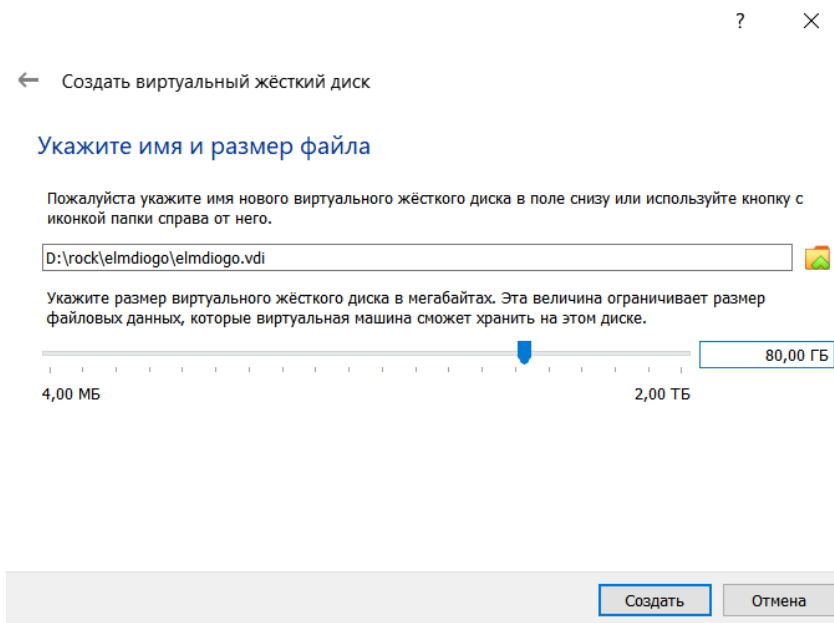 ?
Создать виртуальный жёсткий диск
Укажите имя и размер файла
Пожалуйста укажите имя нового виртуального жёсткого диска в поле снизу или используйте кнопку с
иконкой папки справа от него.
D:\rock\elmdiogo\elmdiogo.vdi
Укажите размер виртуального жёсткого диска в мегабайтах. Эта величина ограничивает размер
файловых данных, которые виртуальная машина сможет хранить на этом диске.
80,00 ГБ
4,00 МБ 2,00 ТБ
Создать Отмена